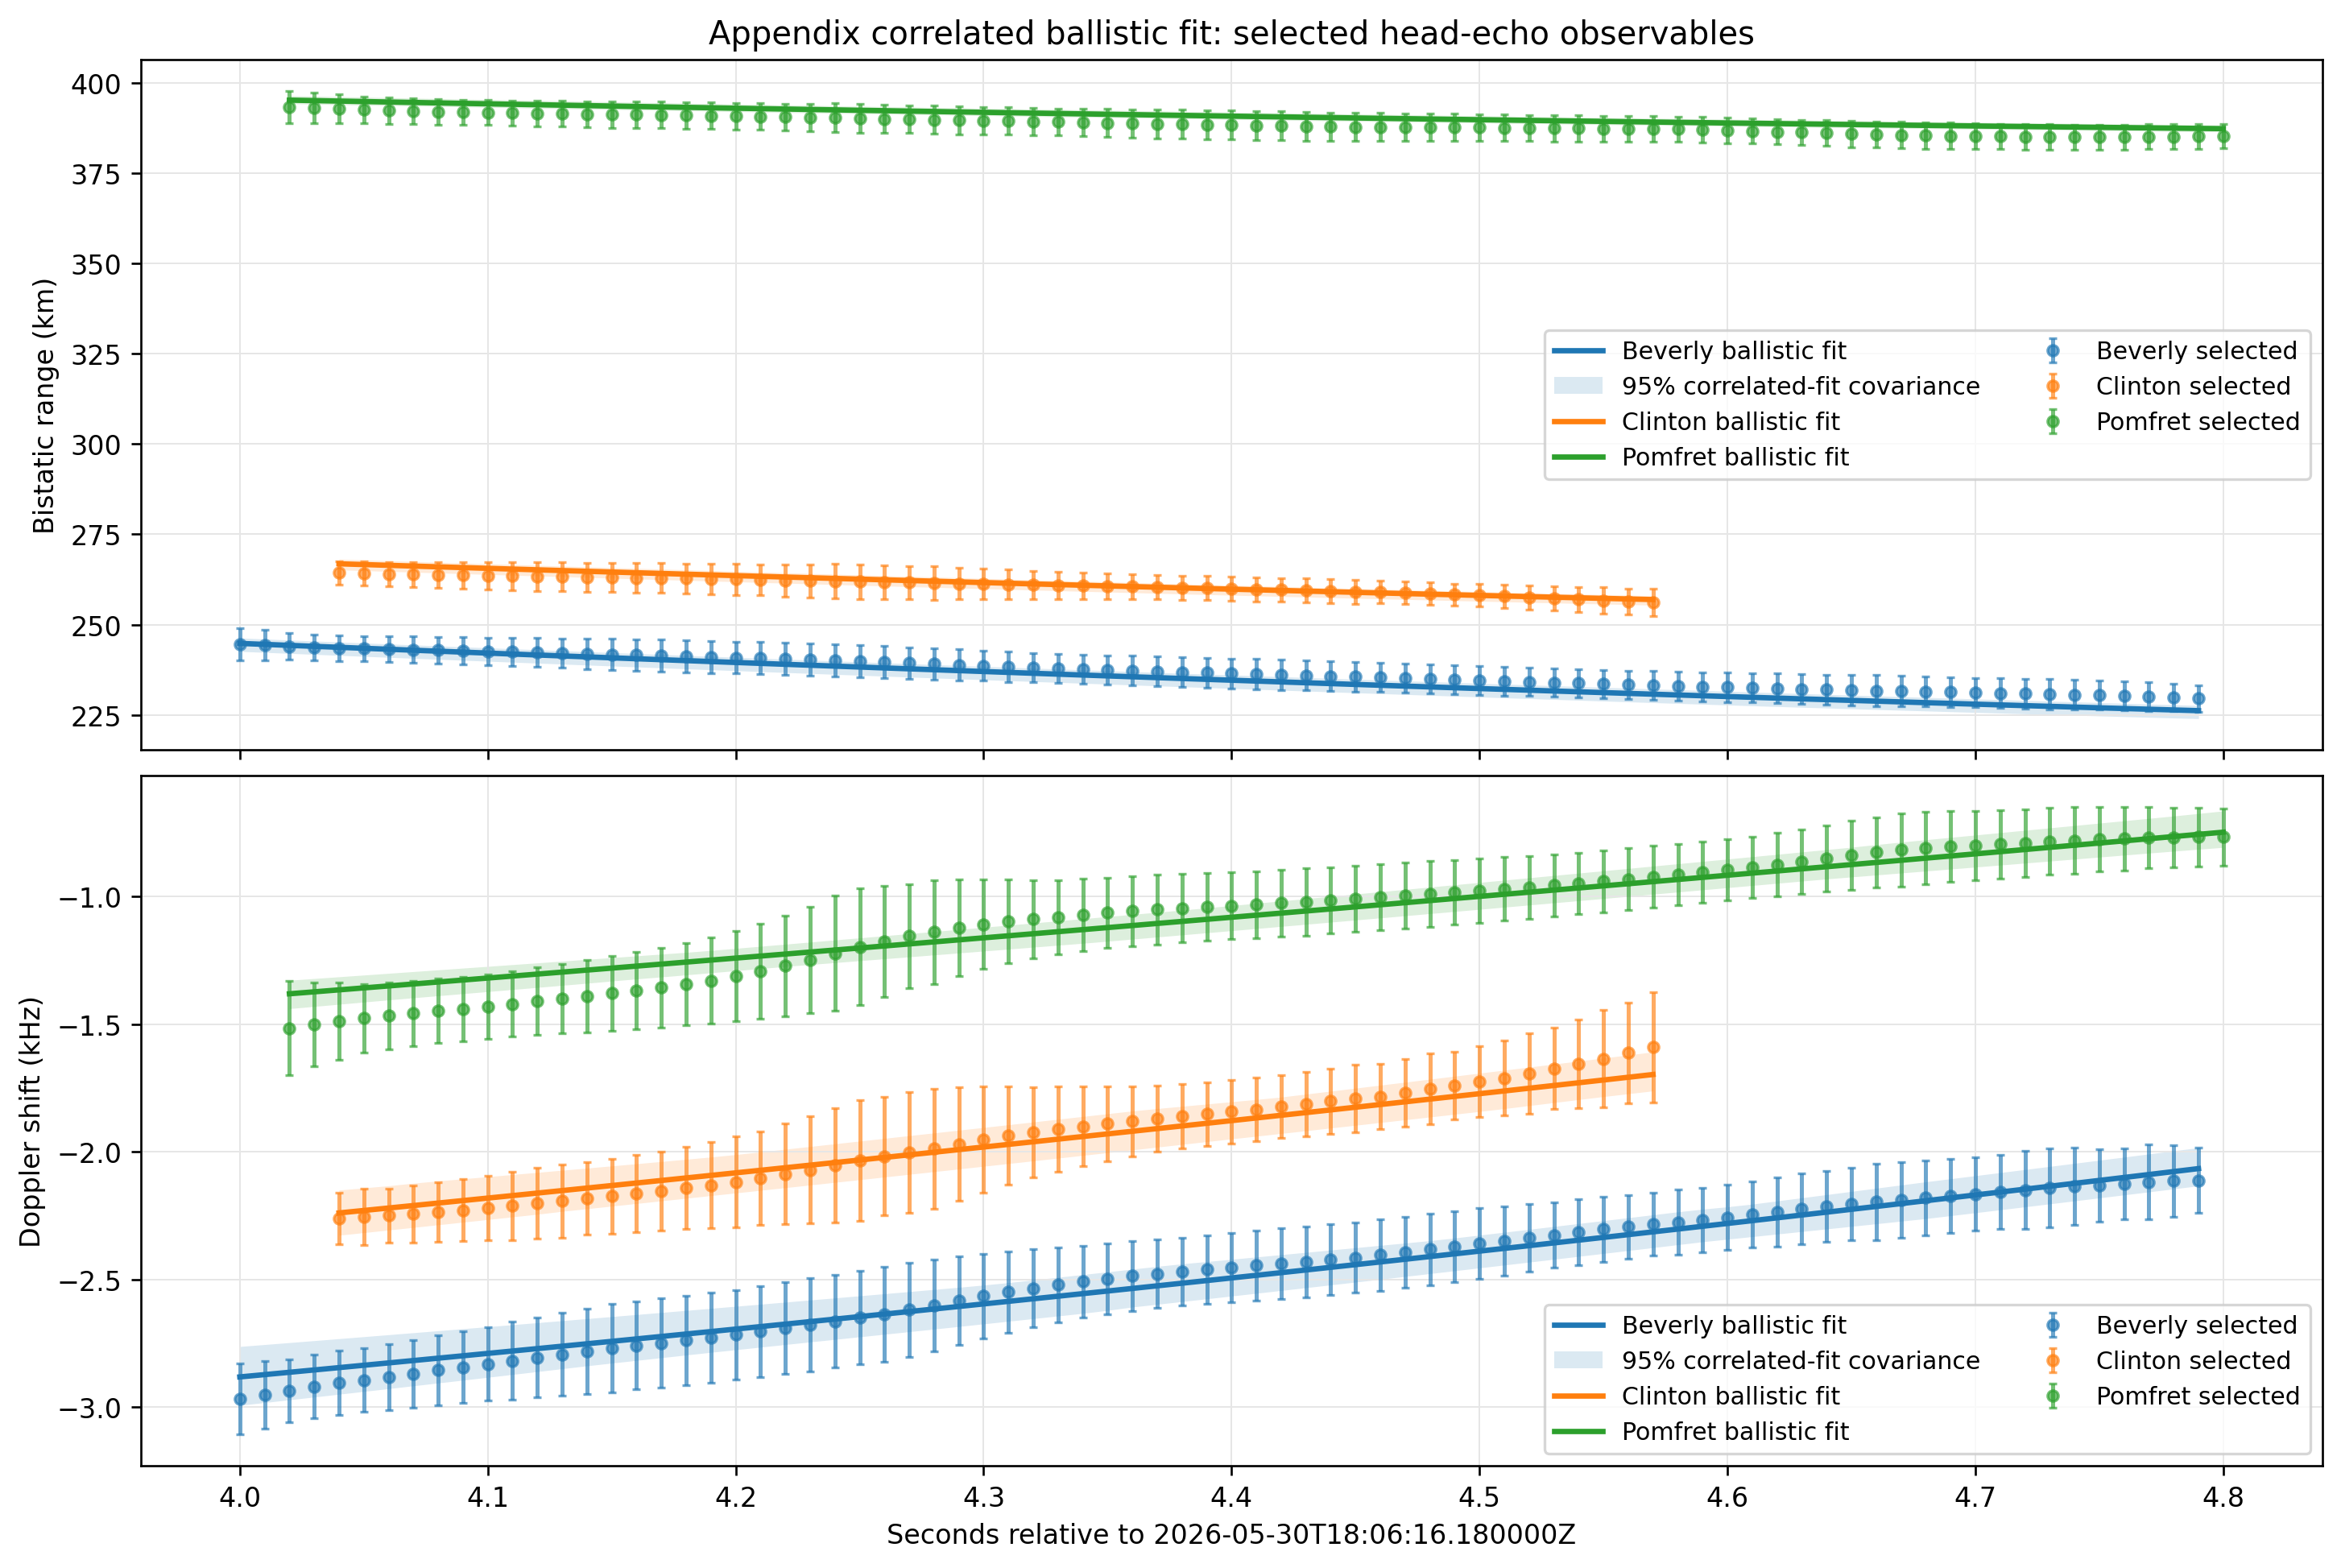 Appendix correlated ballistic fit: selected head-echo observables
400
375
350
325
300
275
250
225
Bistatic range (km)
Beverly ballistic fit
95% correlated-fit covariance
Clinton ballistic fit
Pomfret ballistic fit
Beverly selected
Clinton selected
Pomfret selected
−1.0
−1.5
−2.0
−2.5
−3.0
Doppler shift (kHz)
Beverly ballistic fit
95% correlated-fit covariance
Clinton ballistic fit
Pomfret ballistic fit
Beverly selected
Clinton selected
Pomfret selected
4.0 4.1 4.2 4.3 4.4 4.5 4.6 4.7 4.8
Seconds relative to 2026-05-30T18:06:16.180000Z